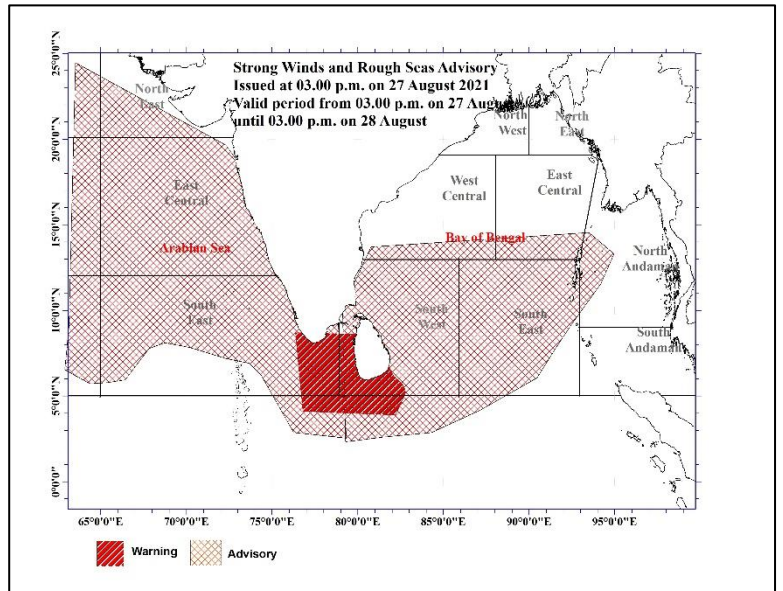 Strong Winds and Rough Seas Advisory
Issued at 03.00 p.m. on 27 August 2021
Valid period from 03.00 p.m. on 27 August
until 03.00 p.m. on 28 August
North
East
North
West
North
East
East
Central
West
Central
East
Central
Arabian Sea
Bay of Bengal
North
Andaman
South
East
South
West
South
East
South
Andaman
25°0'0"N
20°0'0"N
15°0'0"N
10°0'0"N
5°0'0"N
0°0'0"
65°0'0"E
70°0'0"E
75°0'0"E
80°0'0"E
85°0'0"E
90°0'0"E
95°0'0"E
Warning
Advisory